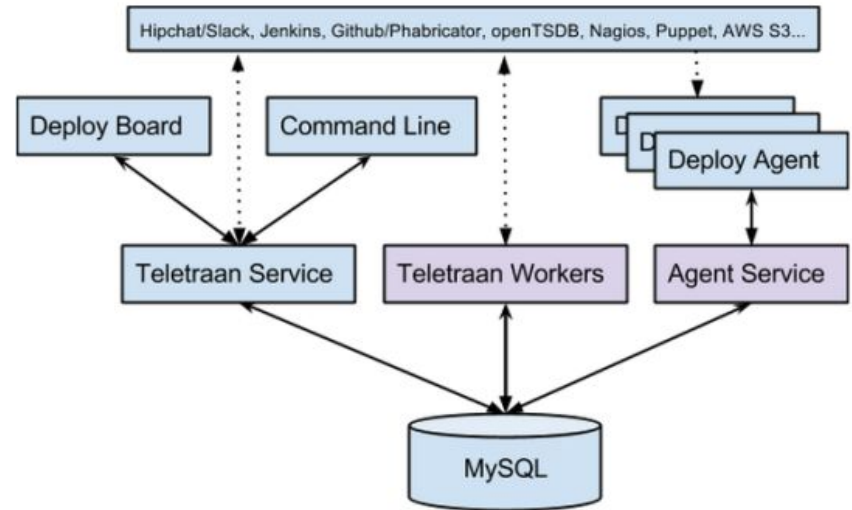 Hipchat/Slack, Jenkins, Github/Phabricator, openTSDB, Nagios, Puppet, AWS S3...
Deploy Board
Command Line
D
D
Deploy Agent
Teletraan Service
Teletraan Workers
Agent Service
MySQL